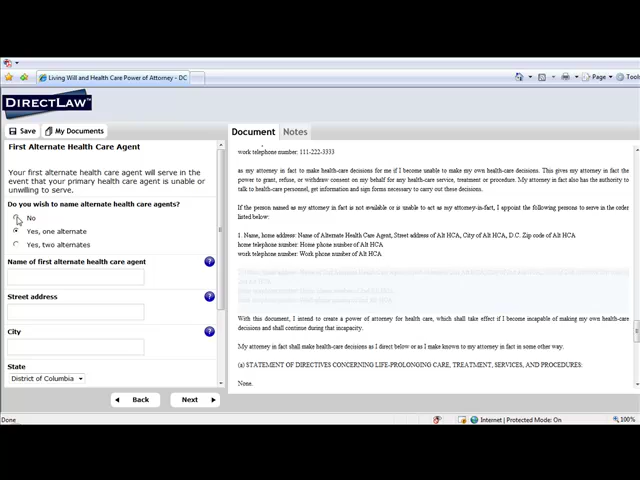 Living Will and Health Care Power of Attorney - DC
Page
Tools
DIRECTLAW™
Save
My Documents
Document
Notes
First Alternate Health Care Agent
Your health care agent will serve in the
event that your primary health care agent is unable or
unwilling to serve.
Do you wish to name alternate health care agents?
No
Yes, one alternate
Yes, two alternates
Name of first alternate health care agent
Street address
City
State
District of Columbia
Back
Next
work telephone number: 111-222-3333
as my attorney in fact to make health-care decisions for me if I become unable to make my own health-care decisions. This gives my attorney in fact
the power to grant, refuse, or withdraw consent on my behalf for any health-care service, treatment or procedure. My attorney in fact also has the authority to
talk to health-care personnel, get information and sign forms necessary to carry out these decisions.
If the person named as my attorney in fact is not available or is unable to act as my attorney-in-fact, I appoint the following persons to serve in the order
listed below:
1. Name, home address: Name of Alternate Health Care Agent, Street address of Alt HCA, City of Alt HCA, D.C. Zip code of Alt HCA
home telephone number: Home phone number of Alt HCA
work telephone number: Work phone number of Alt HCA
With this document, I intend to create a power of attorney for health care, which shall take effect if I become incapable of making my own health-care
decisions and shall continue during that incapacity.
My attorney in fact shall make health-care decisions as I direct below or as I make known to my attorney in fact in some other way.
(a) STATEMENT OF DIRECTIVES CONCERNING LIFE-PROLONGING CARE, TREATMENT, SERVICES, AND PROCEDURES:
None.
Done
Internet | Protected Mode: On
100%